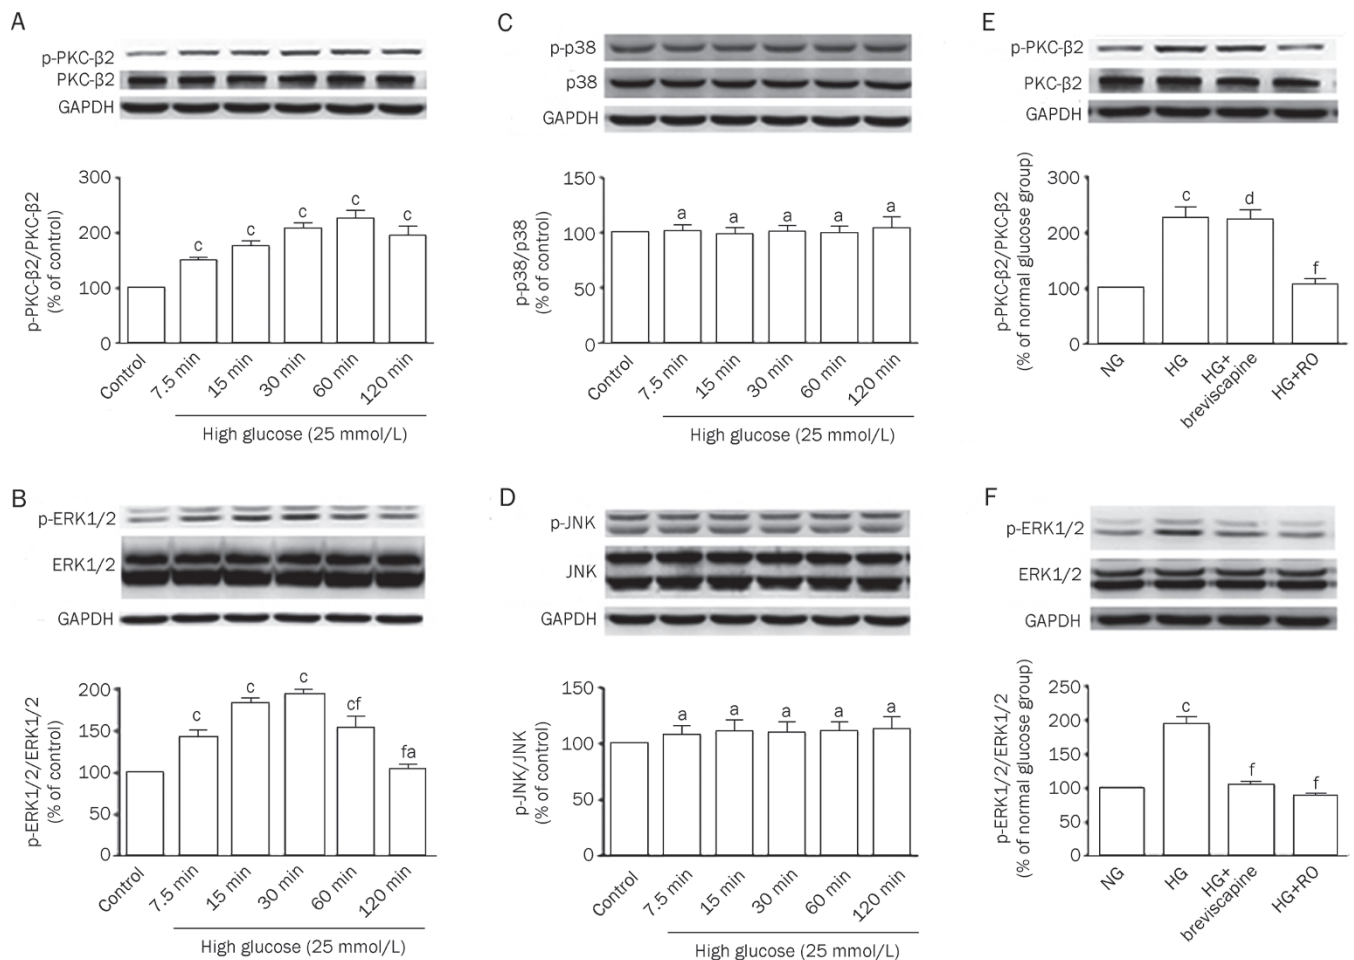 A
p-PKC-β2
PKC-β2
GAPDH
p-PKC-β2/PKC-β2
(% of control)
300
200
100
0
c
c
c
c
c
Control
7.5 min
15 min
30 min
60 min
120 min
High glucose (25 mmol/L)
C
p-p38
p38
GAPDH
p-p38/p38
(% of control)
150
100
50
0
a
a
a
a
a
Control
7.5 min
15 min
30 min
60 min
120 min
High glucose (25 mmol/L)
E
p-PKC-β2
PKC-β2
GAPDH
p-PKC-β2/PKC-β2
(% of normal glucose group)
300
200
100
0
c
d
f
NG
HG
HG+
breviscapine
HG+RO
B
p-ERK1/2
ERK1/2
GAPDH
p-ERK1/2/ERK1/2
(% of control)
200
150
100
50
0
c
c
c
cf
fa
Control
7.5 min
15 min
30 min
60 min
120 min
High glucose (25 mmol/L)
D
p-JNK
JNK
GAPDH
p-JNK/JNK
(% of control)
150
100
50
0
a
a
a
a
a
Control
7.5 min
15 min
30 min
60 min
120 min
High glucose (25 mmol/L)
F
p-ERK1/2
ERK1/2
GAPDH
p-ERK1/2/ERK1/2
(% of normal glucose group)
250
200
150
100
50
0
c
f
f
NG
HG
HG+
breviscapine
HG+RO